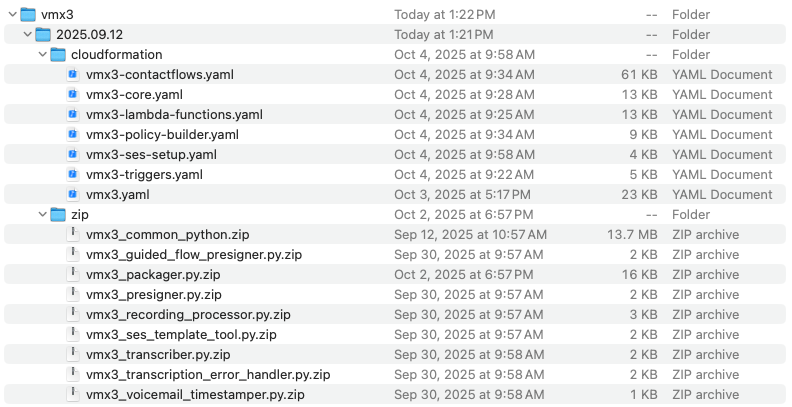 vmx3 Today at 1:22 PM -- Folder
2025.09.12 Today at 1:21 PM -- Folder
cloudformation Oct 4, 2025 at 9:58 AM -- Folder
vmx3-contactflows.yaml Oct 4, 2025 at 9:34 AM 61 KB YAML Document
vmx3-core.yaml Oct 4, 2025 at 9:28 AM 13 KB YAML Document
vmx3-lambda-functions.yaml Oct 4, 2025 at 9:25 AM 13 KB YAML Document
vmx3-policy-builder.yaml Oct 4, 2025 at 9:34 AM 9 KB YAML Document
vmx3-ses-setup.yaml Oct 4, 2025 at 9:58 AM 4 KB YAML Document
vmx3-triggers.yaml Oct 4, 2025 at 9:22 AM 5 KB YAML Document
vmx3.yaml Oct 3, 2025 at 5:17 PM 23 KB YAML Document
zip Oct 2, 2025 at 6:57 PM -- Folder
vmx3_common_python.zip Sep 12, 2025 at 10:57 AM 13.7 MB ZIP archive
vmx3_guided_flow_presigner.py.zip Sep 30, 2025 at 9:57 AM 2 KB ZIP archive
vmx3_packager.py.zip Oct 2, 2025 at 6:57 PM 16 KB ZIP archive
vmx3_presigner.py.zip Sep 30, 2025 at 9:57 AM 2 KB ZIP archive
vmx3_recording_processor.py.zip Sep 30, 2025 at 9:57 AM 3 KB ZIP archive
vmx3_ses_template_tool.py.zip Sep 30, 2025 at 9:57 AM 2 KB ZIP archive
vmx3_transcriber.py.zip Sep 30, 2025 at 9:58 AM 2 KB ZIP archive
vmx3_transcription_error_handler.py.zip Sep 30, 2025 at 9:58 AM 2 KB ZIP archive
vmx3_voicemail_timestamper.py.zip Sep 30, 2025 at 9:58 AM 1 KB ZIP archive